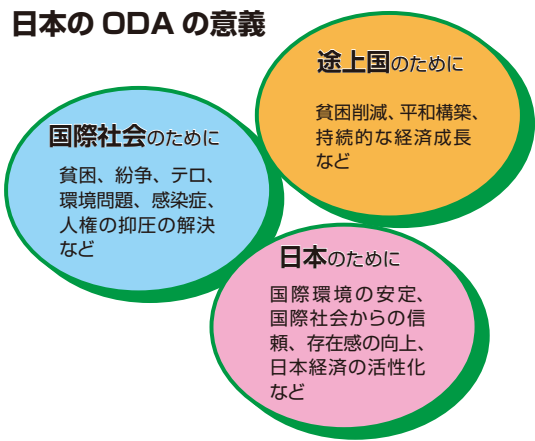 日本の ODA の意義
途上国のために
貧困削減、平和構築、
持続的な経済成長
など
国際社会のために
貧困、紛争、テロ、
環境問題、感染症、
人権の抑圧の解決
など
日本のために
国際環境の安定、
国際社会からの信
頼、存在感の向上、
日本経済の活性化
など